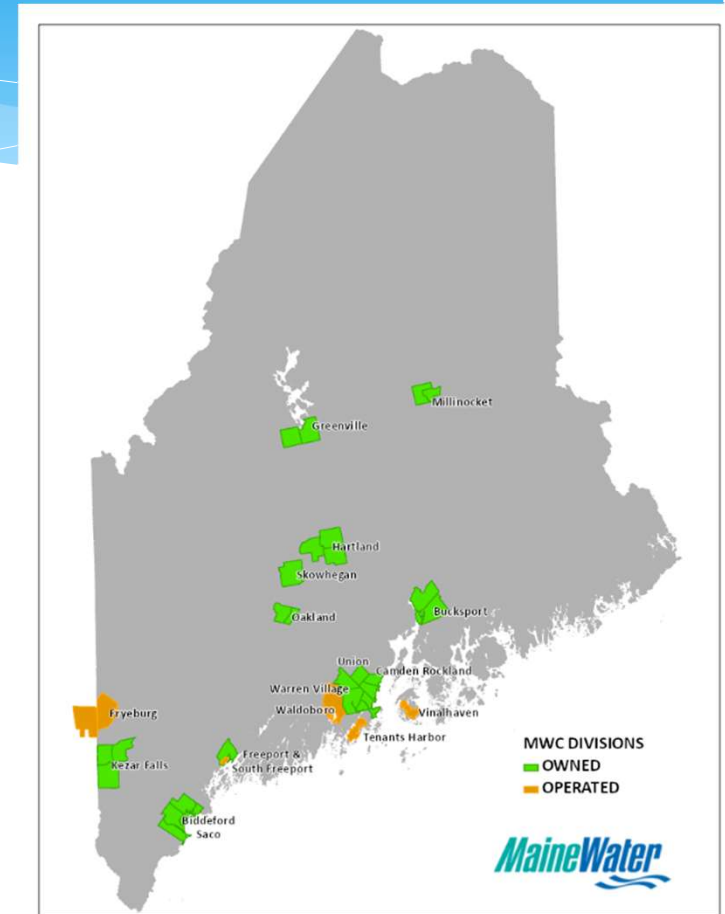 Millinocket
Greenville
Hartland
Skowhegan
Oakland
Bucksport
Union
Camden Rockland
Warren Village
Waldoboro
Vinalhaven
Tenants Harbor
Fryeburg
Freeport &
South Freeport
Kezar Falls
Biddeford
Saco
MWC DIVISIONS
OWNED
OPERATED
MaineWater